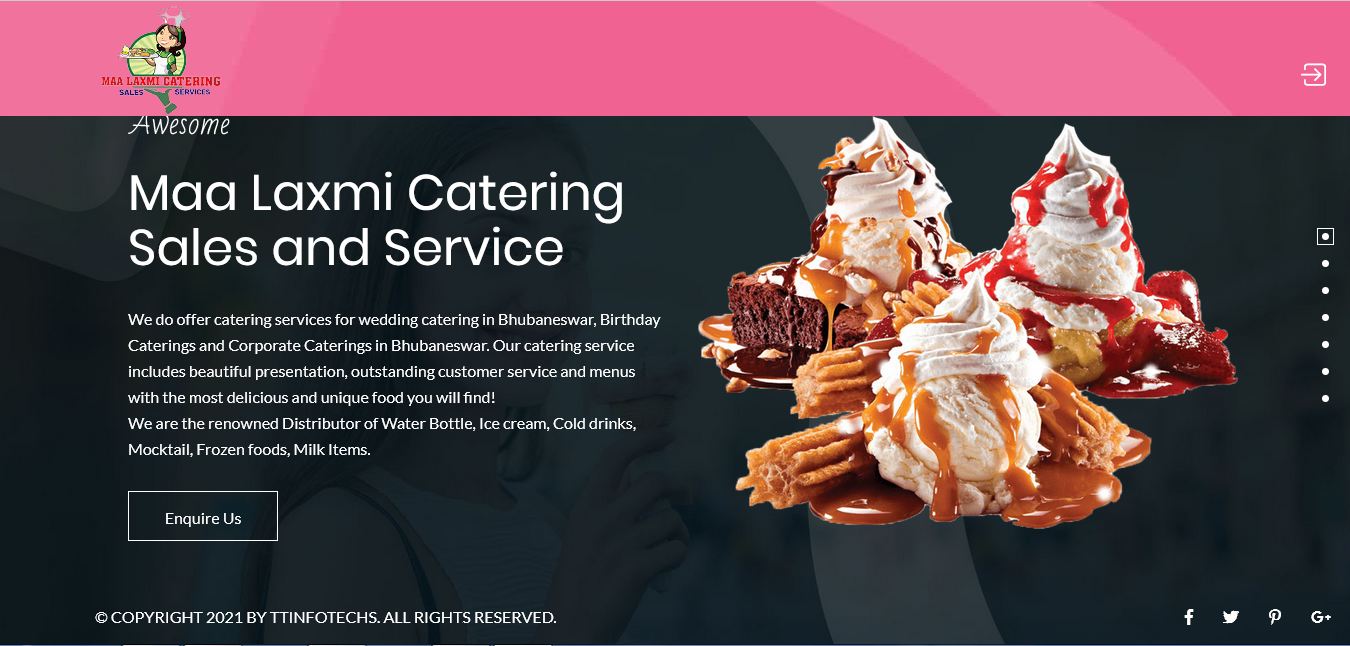 MAA LAXMI CATERING
SALES SERVICES
Awesome
Maa Laxmi Catering
Sales and Service
We do offer catering services for wedding catering in Bhubaneswar, Birthday
Caterings and Corporate Caterings in Bhubaneswar. Our catering service
includes beautiful presentation, outstanding customer service and menus
with the most delicious and unique food you will find!
We are the renowned Distributor of Water Bottle, Ice cream, Cold drinks,
Mocktail, Frozen foods, Milk Items.
Enquire Us
© COPYRIGHT 2021 BY TTINFOTECHS. ALL RIGHTS RESERVED.